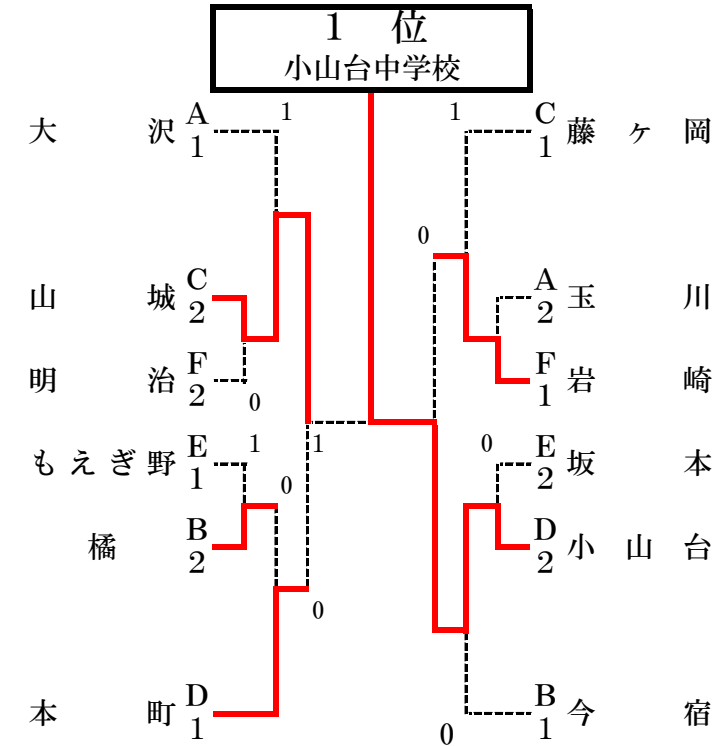 1 位
小山台中学校
大 沢 A 1
1
1
C 1 藤 ヶ 岡
0
山 城 C 2
A 2 玉 川
明 治 F 2
0
F 1 岩 崎
もえぎ野 E 1
1
1
0
E 2 坂 本
0
橘 B 2
D 2 小 山 台
0
本 町 D 1
0
B 1 今 宿